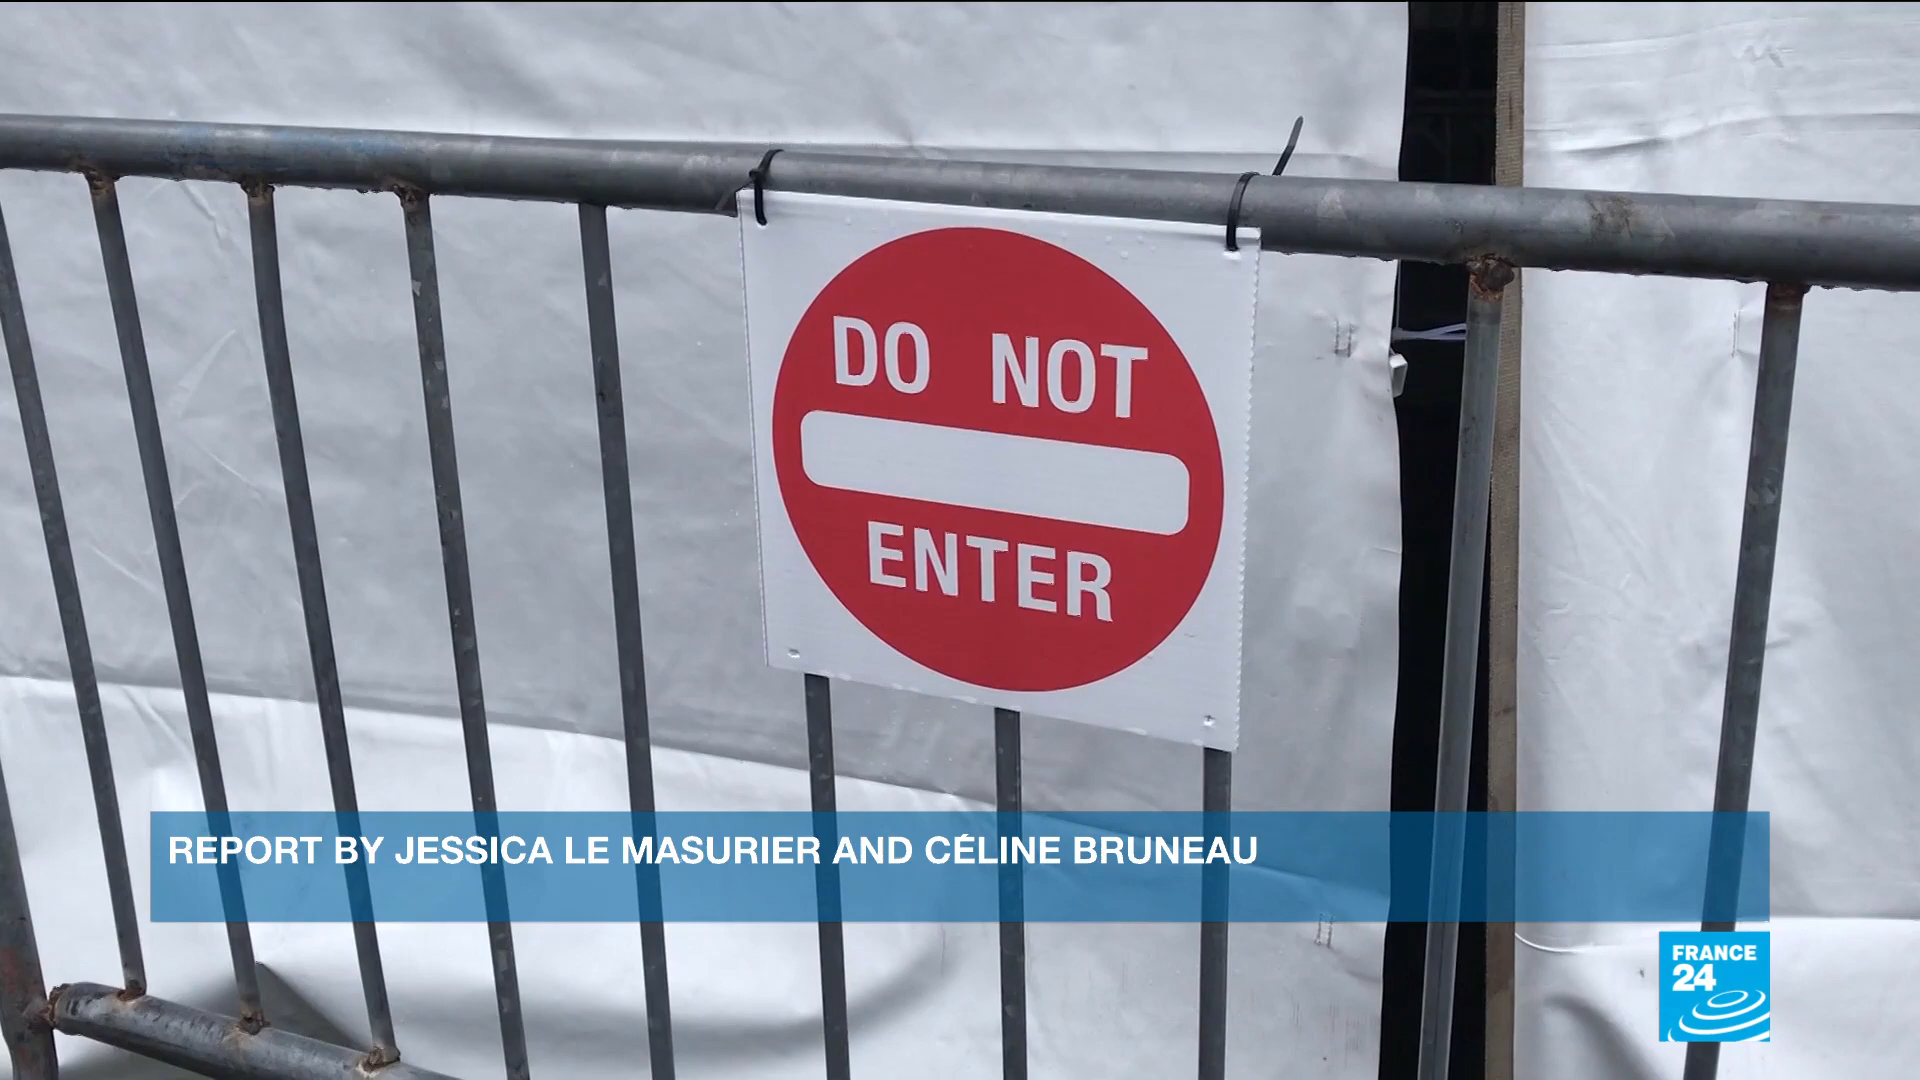 DO NOT
ENTER
REPORT BY JESSICA LE MASURIER AND CÉLINE BRUNEAU
FRANCE
24